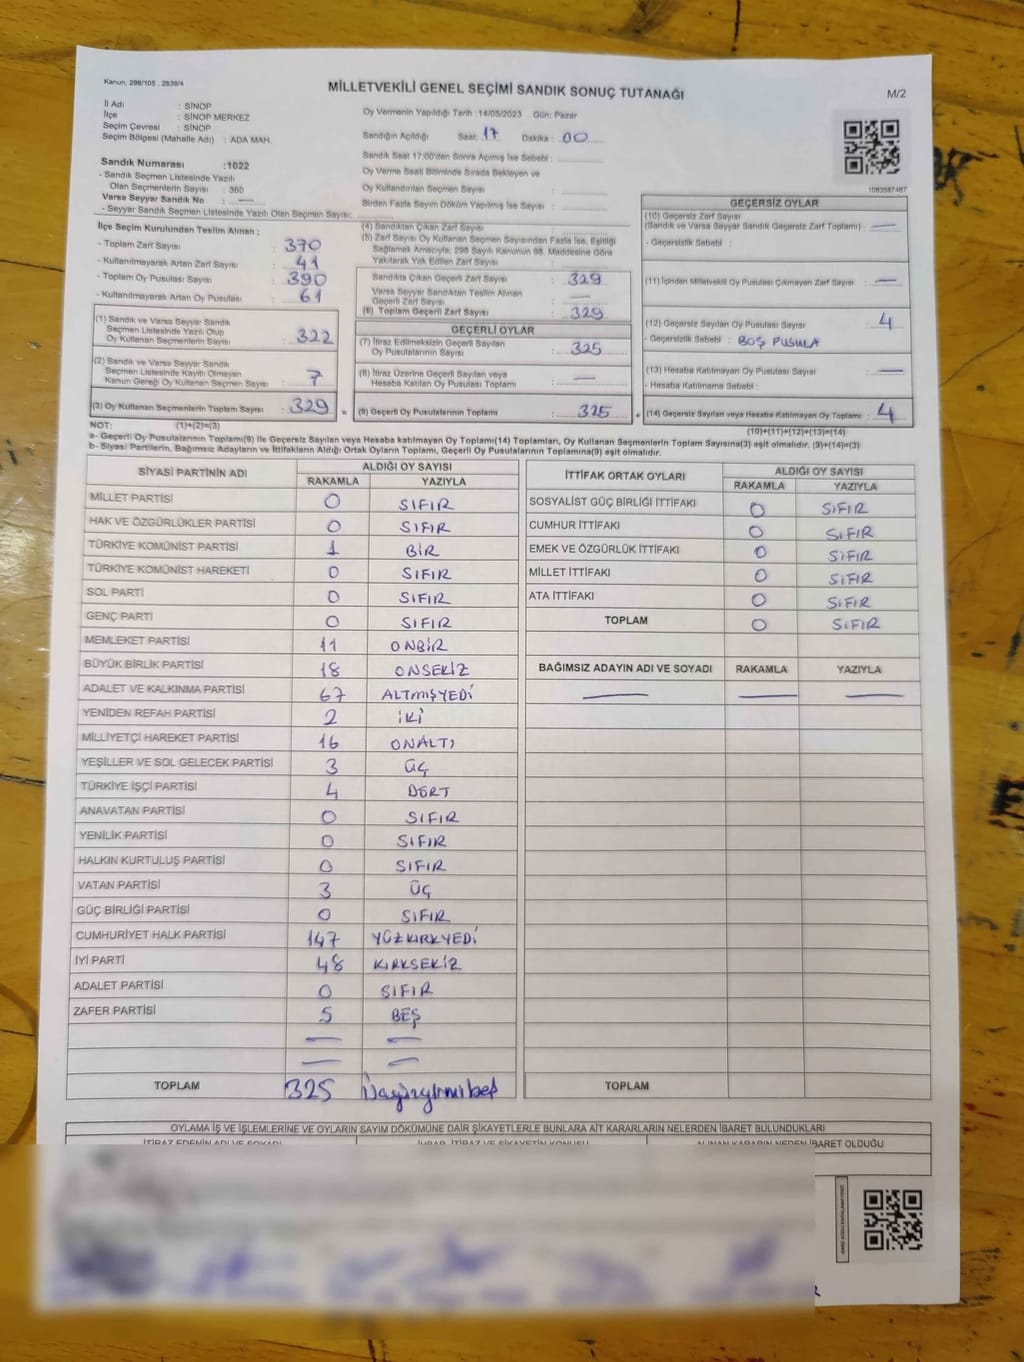 Kanun: 298/105 , 2839/4
MİLLETVEKİLİ GENEL SEÇİMİ SANDIK SONUÇ TUTANAĞI
M/2
İl Adı : SİNOP
İlçe : SİNOP MERKEZ
Seçim Çevresi : SİNOP
Seçim Bölgesi (Mahalle Adı) : ADA MAH.
Sandık Numarası :1022
- Sandık Seçmen Listesinde Yazılı
Olan Seçmenlerin Sayısı : 360
Varsa Seyyar Sandık No : —
- Seyyar Sandık Seçmen Listesinde Yazılı Olan Seçmen Sayısı:
Oy Vermenin Yapıldığı Tarih : 14/05/2023 Gün: Pazar
Sandığın Açıldığı Saat: 17 Dakika : 00
Sandık Saat 17:00'den Sonra Açılmış İse Sebebi :
Oy Verme Saati Bitiminde Sırada Bekleyen ve
Oy Kullandırılan Seçmen Sayısı :
Birden Fazla Sayım Döküm Yapılmış İse Sayısı :
1083587487
İlçe Seçim Kurulundan Teslim Alınan ;
- Toplam Zarf Sayısı : 370
- Kullanılmayarak Artan Zarf Sayısı : 41
- Toplam Oy Pusulası Sayısı : 390
- Kullanılmayarak Artan Oy Pusulası : 61
(1) Sandık ve Varsa Seyyar Sandık
Seçmen Listesinde Yazılı Olup
Oy Kullanan Seçmenlerin Sayısı : 322
(2) Sandık ve Varsa Seyyar Sandık
Seçmen Listesinde Kayıtlı Olmayan
Kanun Gereği Oy Kullanan Seçmen Sayısı : 7
(3) Oy Kullanan Seçmenlerin Toplam Sayısı : 329
(4) Sandıktan Çıkan Zarf Sayısı :
(5) Zarf Sayısı Oy Kullanan Seçmen Sayısından Fazla İse, Eşitliği
Sağlamak Amacıyla; 298 Sayılı Kanunun 98. Maddesine Göre
Yakılarak Yok Edilen Zarf Sayısı :
Sandıkta Çıkan Geçerli Zarf Sayısı : 329
Varsa Seyyar Sandıktan Teslim Alınan
Geçerli Zarf Sayısı : —
(6) Toplam Geçerli Zarf Sayısı : 329
GEÇERLİ OYLAR
(7) İtiraz Edilmeksizin Geçerli Sayılan
Oy Pusulalarının Sayısı : 325
(8) İtiraz Üzerine Geçerli Sayılan veya
Hesaba Katılan Oy Pusulası Toplamı : —
= (9) Geçerli Oy Pusulalarının Toplamı : 325
GEÇERSİZ OYLAR
(10) Geçersiz Zarf Sayısı
(Sandık ve Varsa Seyyar Sandık Geçersiz Zarf Toplamı) : —
- Geçersizlik Sebebi :
(11) İçinden Milletvekili Oy Pusulası Çıkmayan Zarf Sayısı : —
(12) Geçersiz Sayılan Oy Pusulası Sayısı : 4
- Geçersizlik Sebebi : BOŞ PUSULA
(13) Hesaba Katılmayan Oy Pusulası Sayısı : —
- Hesaba Katılmama Sebebi :
+ (14) Geçersiz Sayılan veya Hesaba Katılmayan Oy Toplamı : 4
NOT: (1)+(2)=(3)
(10)+(11)+(12)+(13)=(14)
a- Geçerli Oy Pusulalarının Toplamı(9) ile Geçersiz Sayılan veya Hesaba katılmayan Oy Toplamı(14) Toplamları, Oy Kullanan Seçmenlerin Toplam Sayısına(3) eşit olmalıdır. (9)+(14)=(3)
b- Siyasi Partilerin, Bağımsız Adayların ve İttifakların Aldığı Ortak Oyların Toplamı, Geçerli Oy Pusulalarının Toplamına(9) eşit olmalıdır.
SİYASİ PARTİNİN ADI ALDIĞI OY SAYISI
RAKAMLA YAZIYLA
MİLLET PARTİSİ 0 SIFIR
HAK VE ÖZGÜRLÜKLER PARTİSİ 0 SIFIR
TÜRKİYE KOMÜNİST PARTİSİ 1 BİR
TÜRKİYE KOMÜNİST HAREKETİ 0 SIFIR
SOL PARTİ 0 SIFIR
GENÇ PARTİ 0 SIFIR
MEMLEKET PARTİSİ 11 ONBİR
BÜYÜK BİRLİK PARTİSİ 18 ONSEKİZ
ADALET VE KALKINMA PARTİSİ 67 ALTMIŞYEDİ
YENİDEN REFAH PARTİSİ 2 İKİ
MİLLİYETÇİ HAREKET PARTİSİ 16 ONALTI
YEŞİLLER VE SOL GELECEK PARTİSİ 3 ÜÇ
TÜRKİYE İŞÇİ PARTİSİ 4 DÖRT
ANAVATAN PARTİSİ 0 SIFIR
YENİLİK PARTİSİ 0 SIFIR
HALKIN KURTULUŞ PARTİSİ 0 SIFIR
VATAN PARTİSİ 3 ÜÇ
GÜÇ BİRLİĞİ PARTİSİ 0 SIFIR
CUMHURİYET HALK PARTİSİ 147 YÜZKIRKYEDİ
İYİ PARTİ 48 KIRKSEKİZ
ADALET PARTİSİ 0 SIFIR
ZAFER PARTİSİ 5 BEŞ
— —
— —
TOPLAM 325 Üçyüzyirmibeş
İTTİFAK ORTAK OYLARI ALDIĞI OY SAYISI
RAKAMLA YAZIYLA
SOSYALİST GÜÇ BİRLİĞİ İTTİFAKI 0 SIFIR
CUMHUR İTTİFAKI 0 SIFIR
EMEK VE ÖZGÜRLÜK İTTİFAKI 0 SIFIR
MİLLET İTTİFAKI 0 SIFIR
ATA İTTİFAKI 0 SIFIR
TOPLAM 0 SIFIR
BAĞIMSIZ ADAYIN ADI VE SOYADI RAKAMLA YAZIYLA
— — —
TOPLAM
OYLAMA İŞ VE İŞLEMLERİNE VE OYLARIN SAYIM DÖKÜMÜNE DAİR ŞİKAYETLERLE BUNLARA AİT KARARLARIN NELERDEN İBARET BULUNDUKLARI
İTİRAZ EDENİN ADI VE SOYADI İHBAR, İTİRAZ VE ŞİKAYETİN KONUSU ALINAN KARARIN NEDEN İBARET OLDUĞU